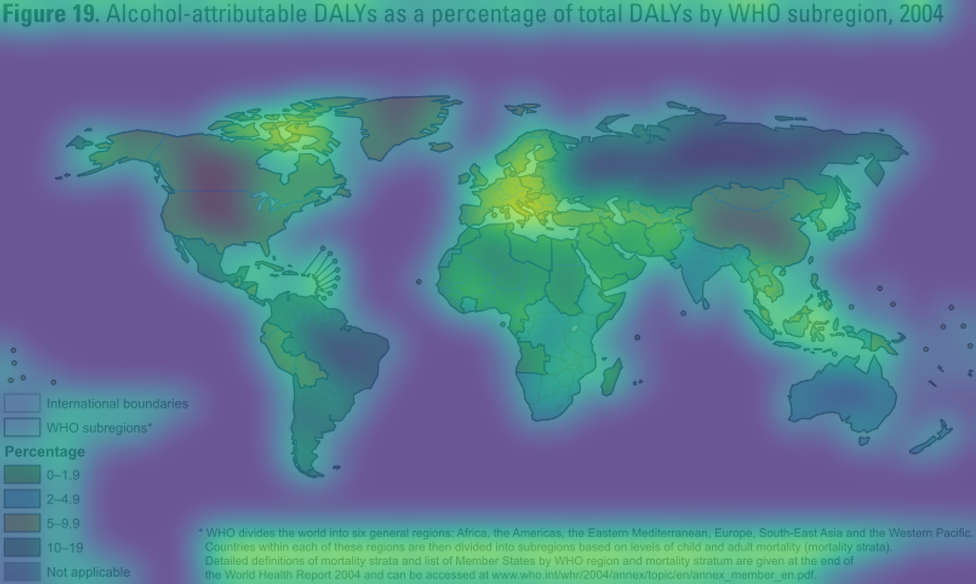 Figure 19. Alcohol-attributable DALYs as a percentage of total DALYs by WHO subregion, 2004
International boundaries
WHO subregions*
Percentage
0–1.9
2–4.9
5–9.9
10–19
Not applicable
* WHO divides the world into six general regions: Africa, the Americas, the Eastern Mediterranean, Europe, South-East Asia and the Western Pacific.
Countries within each of these regions are then divided into subregions based on levels of child and adult mortality (mortality strata).
Detailed definitions of mortality strata and list of Member States by WHO region and mortality stratum are given at the end of
the World Health Report 2004 and can be accessed at www.who.int/whr/2004/annex/topic/en/annex_member_en.pdf.